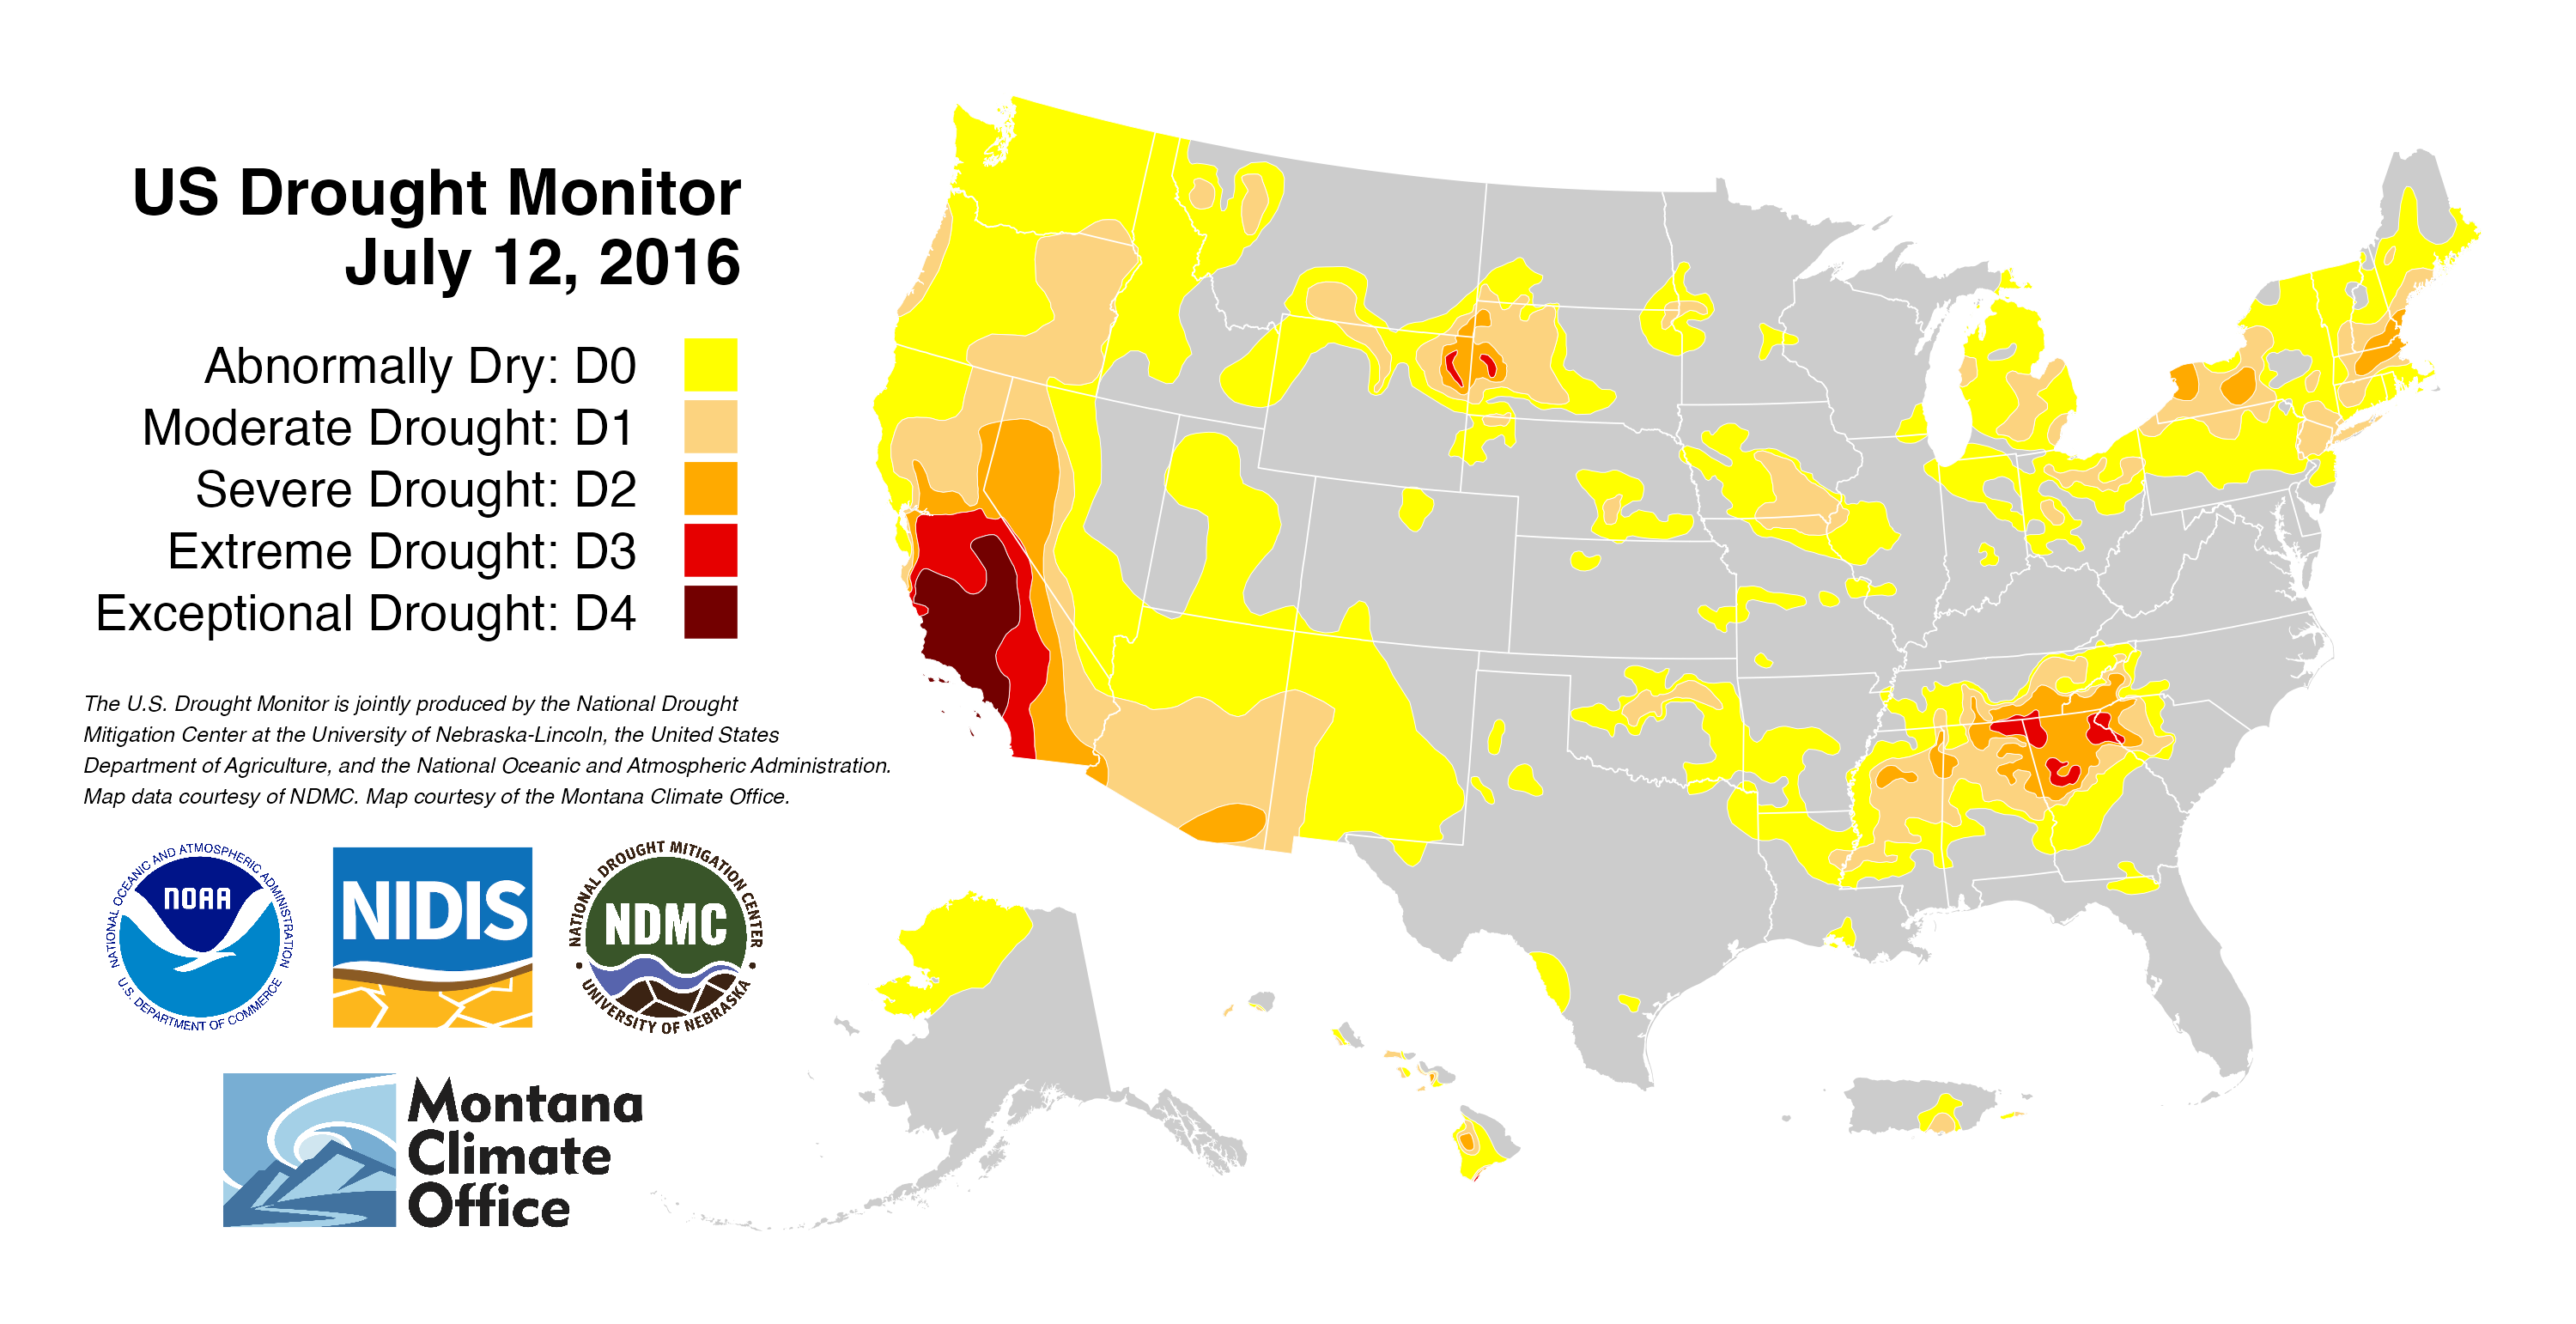 US Drought Monitor
July 12, 2016
Abnormally Dry: D0
Moderate Drought: D1
Severe Drought: D2
Extreme Drought: D3
Exceptional Drought: D4
The U.S. Drought Monitor is jointly produced by the National Drought
Mitigation Center at the University of Nebraska-Lincoln, the United States
Department of Agriculture, and the National Oceanic and Atmospheric Administration.
Map data courtesy of NDMC. Map courtesy of the Montana Climate Office.
NATIONAL OCEANIC AND ATMOSPHERIC ADMINISTRATION
NOAA
U.S. DEPARTMENT OF COMMERCE
NIDIS
NATIONAL DROUGHT MITIGATION CENTER
NDMC
UNIVERSITY OF NEBRASKA
Montana
Climate
Office